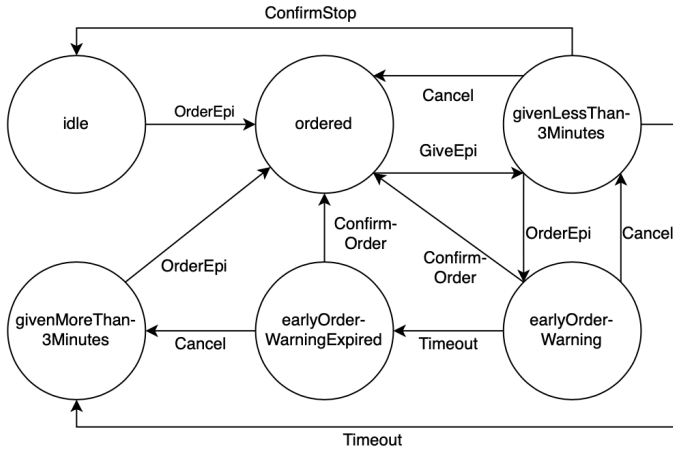 ConfirmStop
idle
OrderEpi
ordered
Cancel
givenLessThan-
3Minutes
GiveEpi
OrderEpi
Cancel
Confirm-
Order
Confirm-
Order
OrderEpi
givenMoreThan-
3Minutes
Cancel
earlyOrder-
WarningExpired
Timeout
earlyOrder-
Warning
Timeout